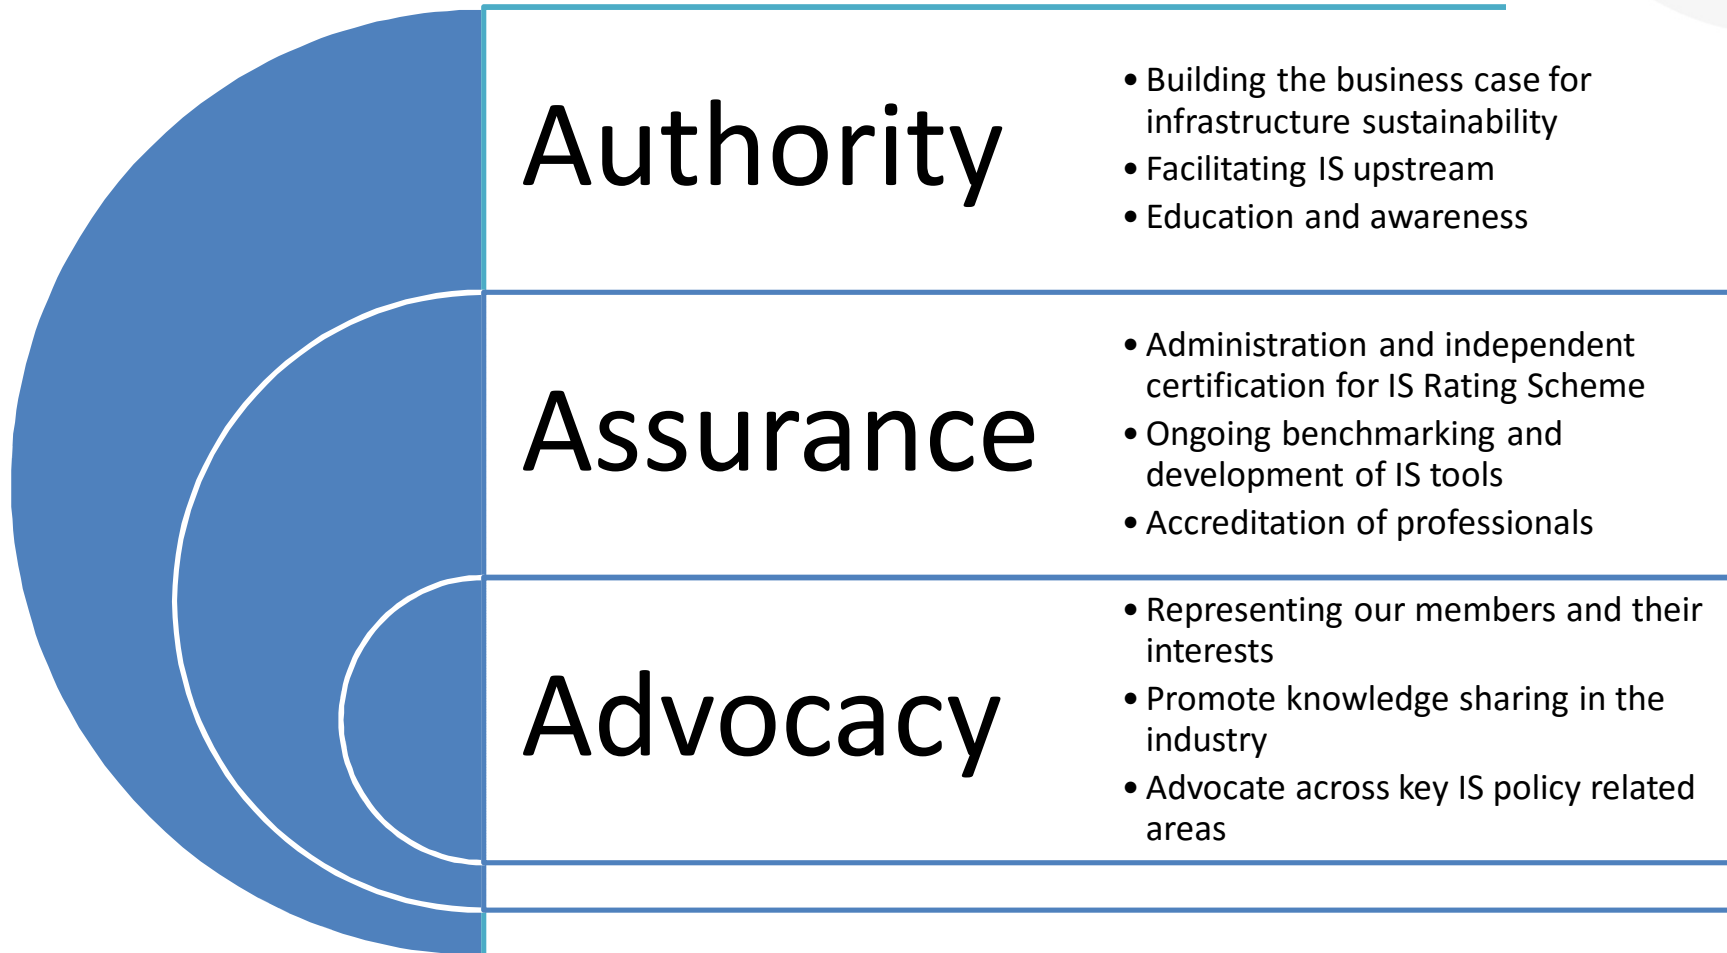 Authority
• Building the business case for
infrastructure sustainability
• Facilitating IS upstream
• Education and awareness
Assurance
• Administration and independent
certification for IS Rating Scheme
• Ongoing benchmarking and
development of IS tools
• Accreditation of professionals
Advocacy
• Representing our members and their
interests
• Promote knowledge sharing in the
industry
• Advocate across key IS policy related
areas